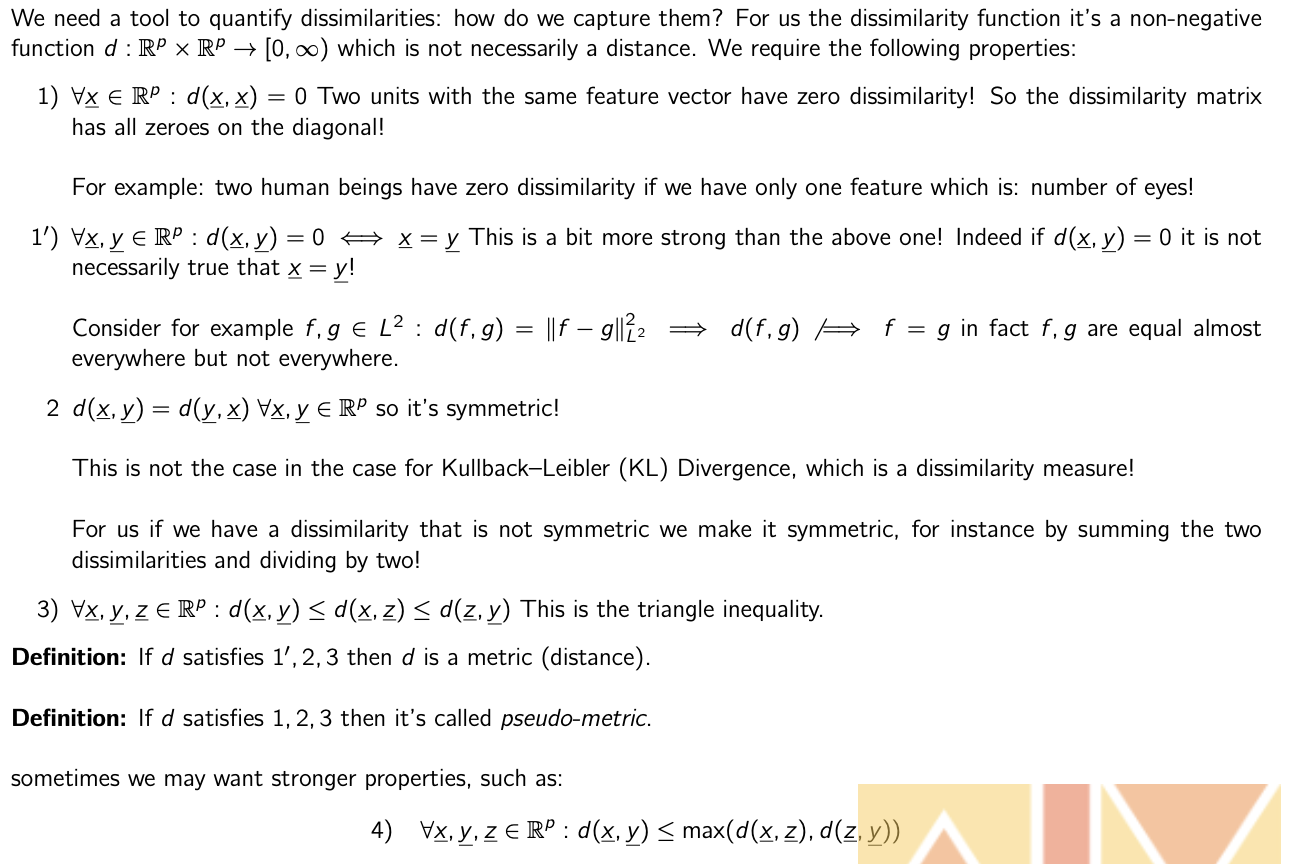 We need a tool to quantify dissimilarities: how do we capture them? For us the dissimilarity function it's a non-negative
function d : ℝᵖ × ℝᵖ → [0, ∞) which is not necessarily a distance. We require the following properties:
1) ∀x̲ ∈ ℝᵖ : d(x̲, x̲) = 0 Two units with the same feature vector have zero dissimilarity! So the dissimilarity matrix
has all zeroes on the diagonal!
For example: two human beings have zero dissimilarity if we have only one feature which is: number of eyes!
1′) ∀x̲, y̲ ∈ ℝᵖ : d(x̲, y̲) = 0 ⟺ x̲ = y̲ This is a bit more strong than the above one! Indeed if d(x̲, y̲) = 0 it is not
necessarily true that x̲ = y̲!
Consider for example f, g ∈ L² : d(f, g) = ‖f − g‖²_L² ⟹ d(f, g) ⟹̸ f = g in fact f, g are equal almost
everywhere but not everywhere.
2 d(x̲, y̲) = d(y̲, x̲) ∀x̲, y̲ ∈ ℝᵖ so it's symmetric!
This is not the case in the case for Kullback–Leibler (KL) Divergence, which is a dissimilarity measure!
For us if we have a dissimilarity that is not symmetric we make it symmetric, for instance by summing the two
dissimilarities and dividing by two!
3) ∀x̲, y̲, z̲ ∈ ℝᵖ : d(x̲, y̲) ≤ d(x̲, z̲) ≤ d(z̲, y̲) This is the triangle inequality.
Definition: If d satisfies 1′, 2, 3 then d is a metric (distance).
Definition: If d satisfies 1, 2, 3 then it's called pseudo-metric.
sometimes we may want stronger properties, such as:
4) ∀x̲, y̲, z̲ ∈ ℝᵖ : d(x̲, y̲) ≤ max(d(x̲, z̲), d(z̲, y̲))